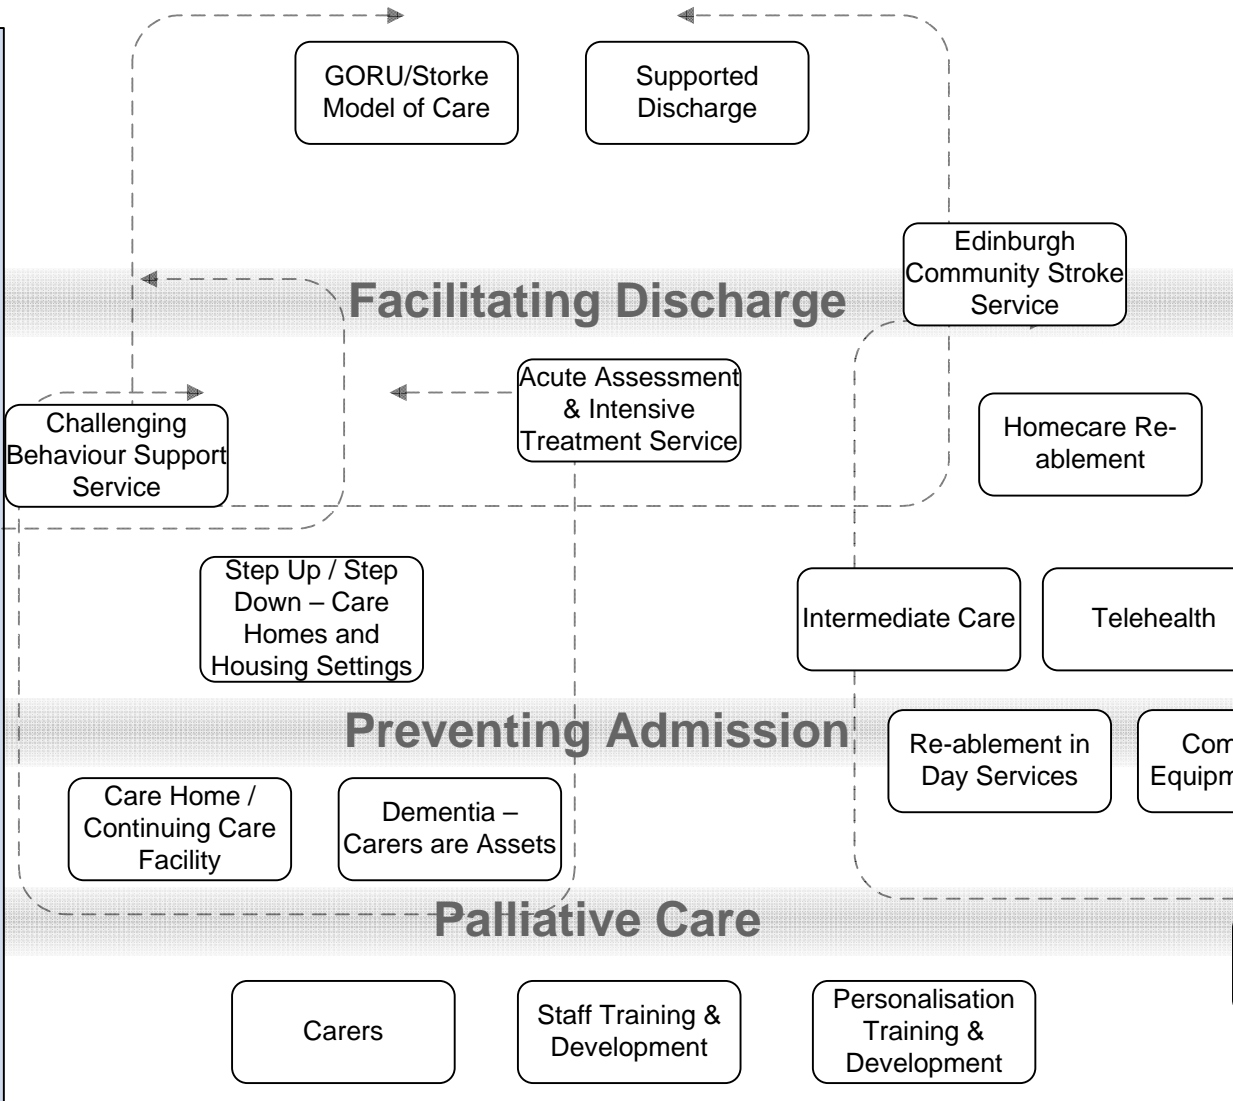 GORU/Storke
Model of Care
Supported
Discharge
Edinburgh
Community Stroke
Service
Facilitating Discharge
Acute Assessment
& Intensive
Treatment Service
Challenging
Behaviour Support
Service
Homecare Re-
ablement
Step Up / Step
Down – Care
Homes and
Housing Settings
Intermediate Care
Telehealth
Preventing Admission
Re-ablement in
Day Services
Com
Equipm
Care Home /
Continuing Care
Facility
Dementia –
Carers are Assets
Palliative Care
Carers
Staff Training &
Development
Personalisation
Training &
Development